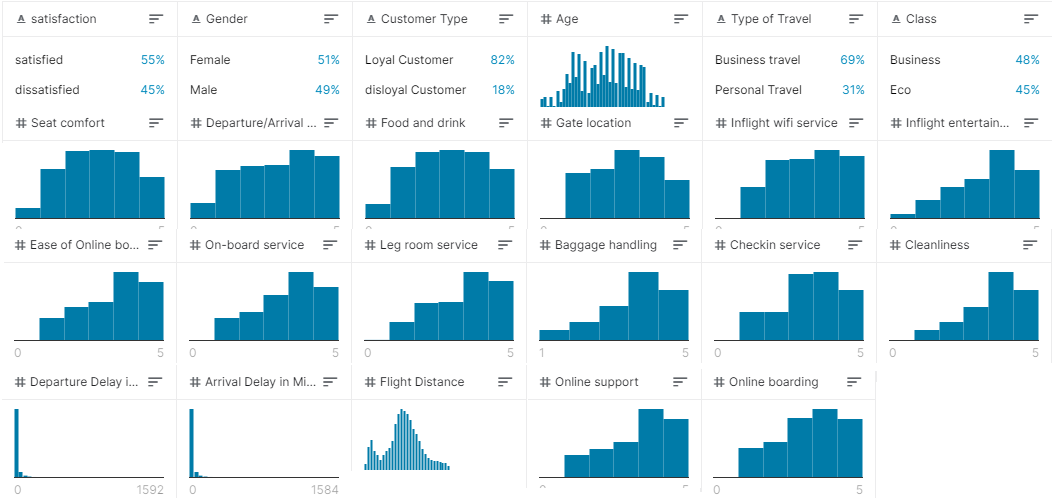 satisfaction
Gender
Customer Type
Age
Type of Travel
Class
satisfied 55%
Female 51%
Loyal Customer 82%
Business travel 69%
Business 48%
dissatisfied 45%
Male 49%
disloyal Customer 18%
Personal Travel 31%
Eco 45%
Seat comfort
Departure/Arrival ...
Food and drink
Gate location
Inflight wifi service
Inflight entertain...
Ease of Online bo...
On-board service
Leg room service
Baggage handling
Checkin service
Cleanliness
0 5
0 5
0 5
1 5
0 5
0 5
Departure Delay i...
Arrival Delay in Mi...
Flight Distance
Online support
Online boarding
0 1592
0 1584
0 5